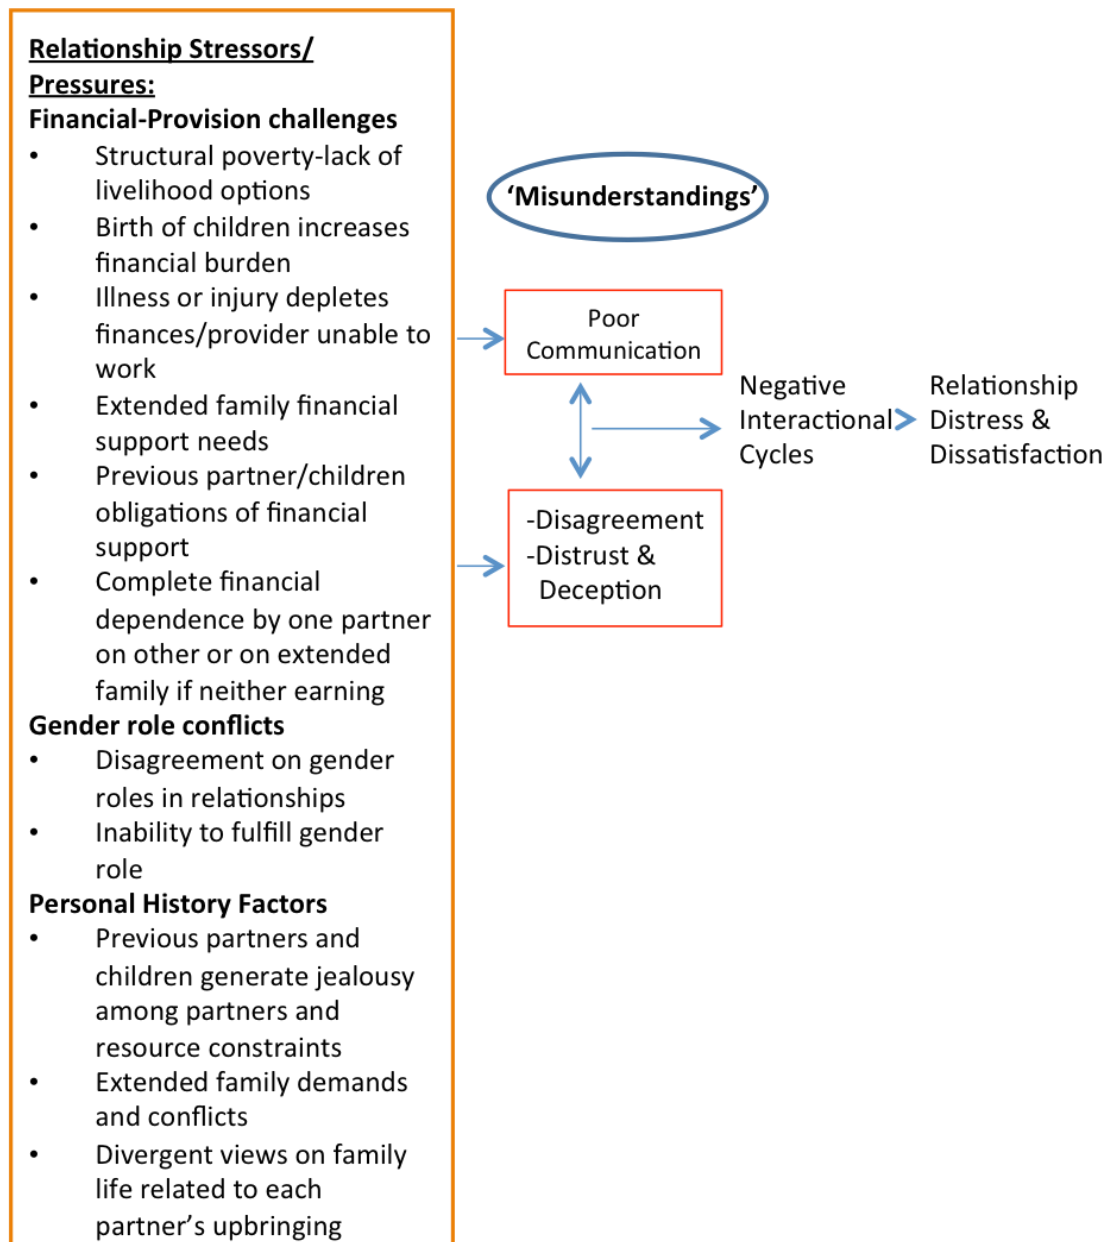 Relationship Stressors/
Pressures:
Financial-Provision challenges
• Structural poverty-lack of
livelihood options
• Birth of children increases
financial burden
• Illness or injury depletes
finances/provider unable to
work
• Extended family financial
support needs
• Previous partner/children
obligations of financial
support
• Complete financial
dependence by one partner
on other or on extended
family if neither earning
Gender role conflicts
• Disagreement on gender
roles in relationships
• Inability to fulfill gender
role
Personal History Factors
• Previous partners and
children generate jealousy
among partners and
resource constraints
• Extended family demands
and conflicts
• Divergent views on family
life related to each
partner’s upbringing
‘Misunderstandings’
Poor
Communication
-Disagreement
-Distrust &
Deception
Negative
Interactional
Cycles
Relationship
Distress &
Dissatisfaction